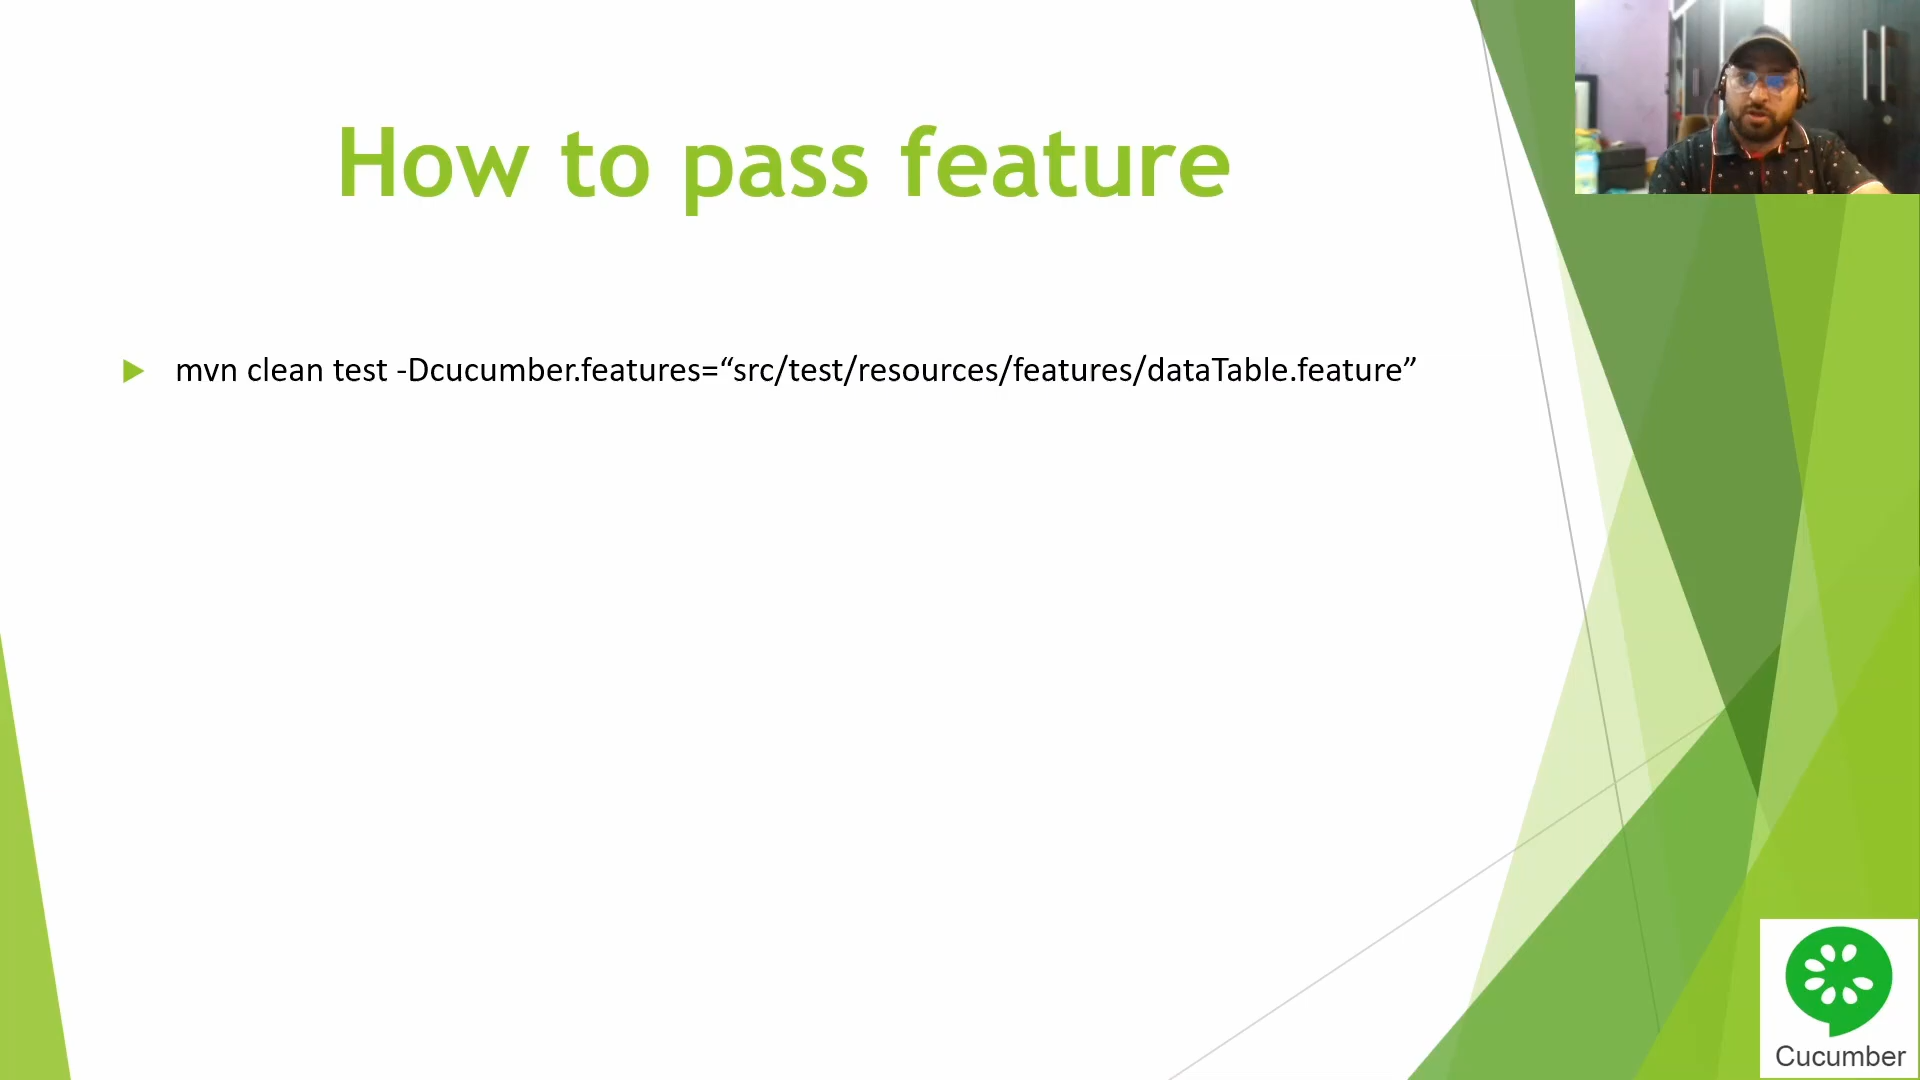 How to pass feature
mvn clean test -Dcucumber.features=“src/test/resources/features/dataTable.feature”
Cucumber